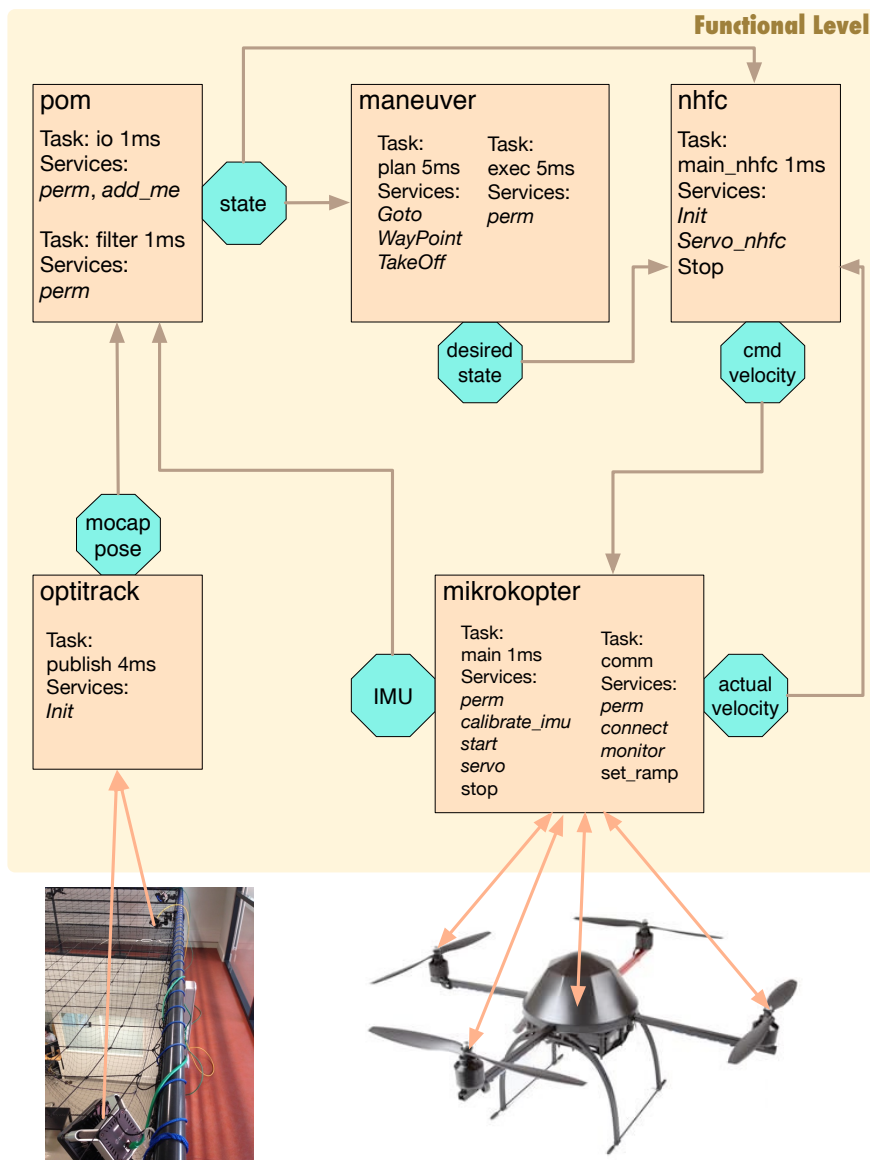 Functional Level
pom
Task: io 1ms
Services:
perm, add_me
Task: filter 1ms
Services:
perm
state
maneuver
Task:
plan 5ms
Services:
Goto
WayPoint
TakeOff
Task:
exec 5ms
Services:
perm
desired
state
nhfc
Task:
main_nhfc 1ms
Services:
Init
Servo_nhfc
Stop
cmd
velocity
mocap
pose
optitrack
Task:
publish 4ms
Services:
Init
IMU
mikrokopter
Task:
main 1ms
Services:
perm
calibrate_imu
start
servo
stop
Task:
comm
Services:
perm
connect
monitor
set_ramp
actual
velocity